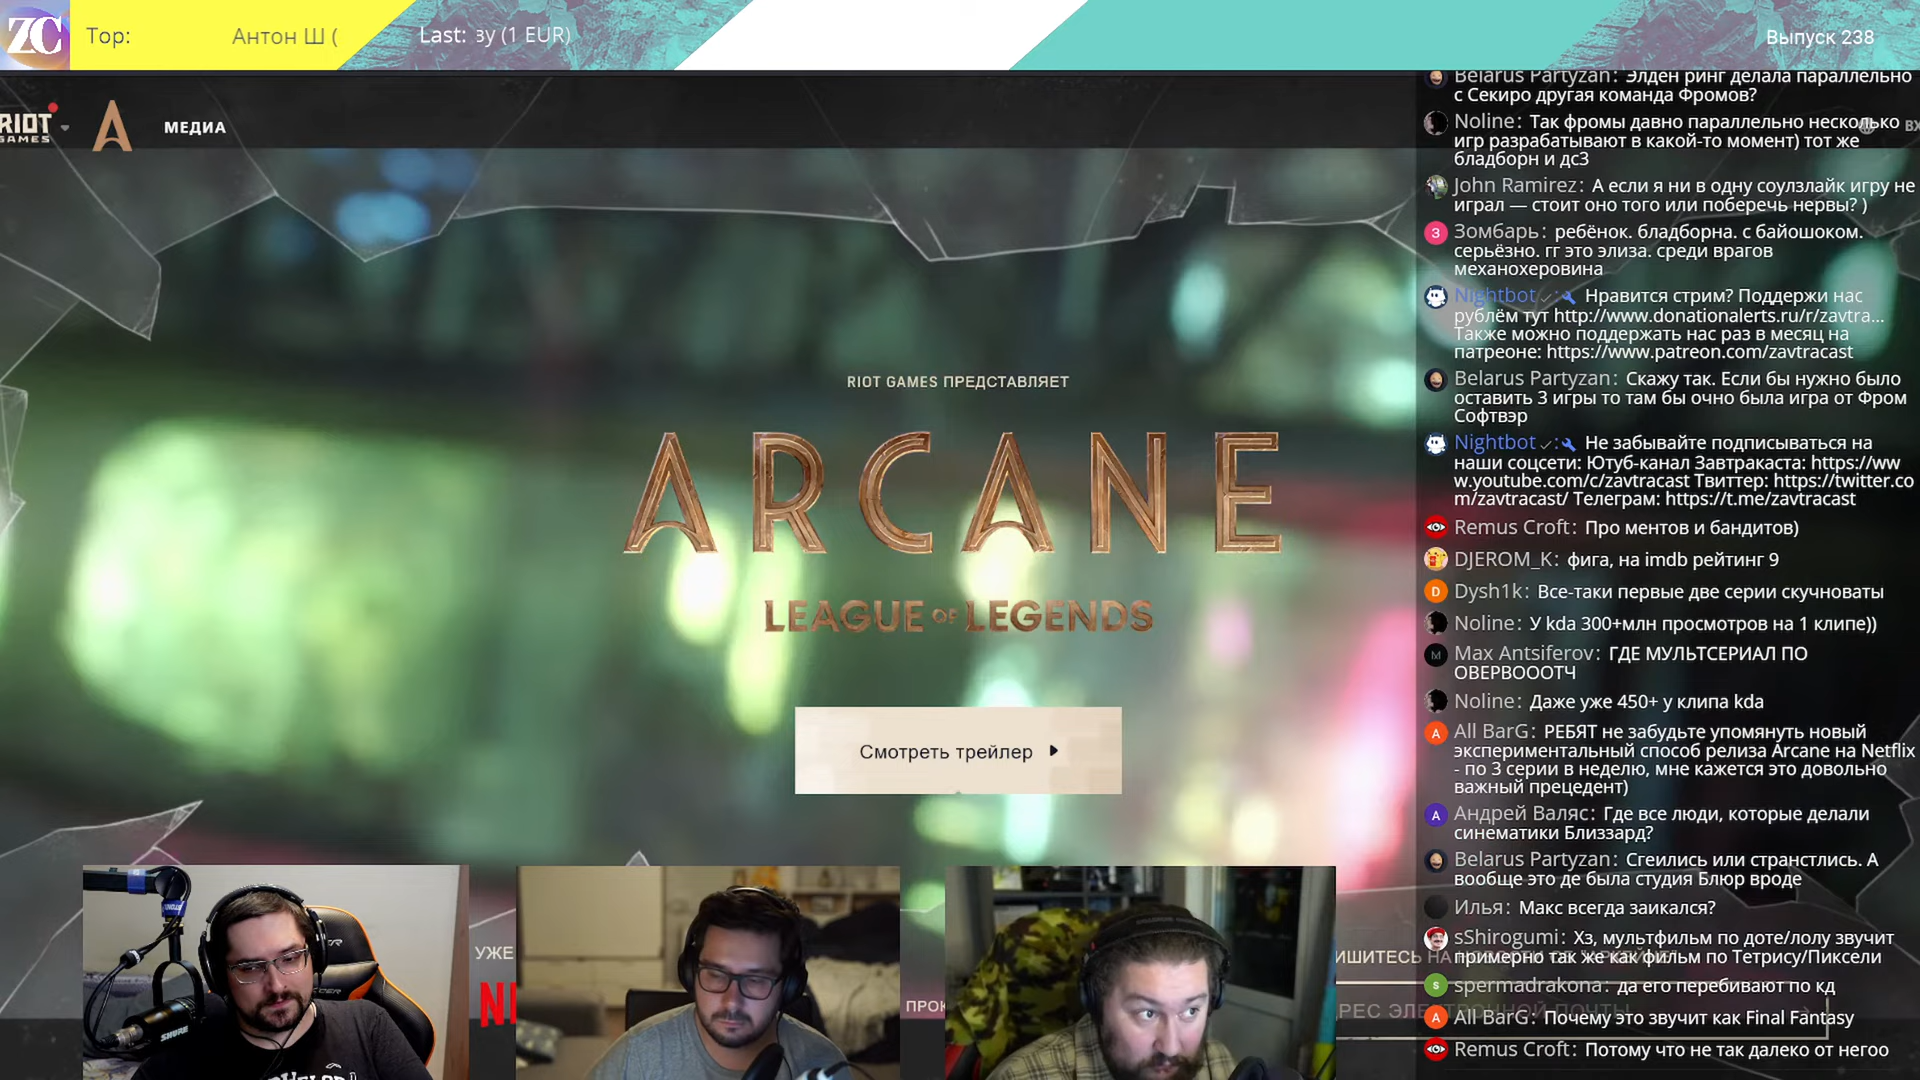 ZC
Top:
Антон Ш (
Last: зу (1 EUR)
Выпуск 238
RIOT
GAMES
МЕДИА
RIOT GAMES ПРЕДСТАВЛЯЕТ
ARCANE
LEAGUE OF LEGENDS
Смотреть трейлер
УЖЕ
ПРОК
SHURE
Belarus Partyzan: Элден ринг делала параллельно
с Секиро другая команда Фромов?
Noline: Так фромы давно параллельно несколько
игр разрабатывают в какой-то момент) тот же
бладборн и дс3
John Ramirez: А если я ни в одну соулзлайк игру не
играл — стоит оно того или поберечь нервы? )
З Зомбарь: ребёнок. бладборна. с байошоком.
серьёзно. гг это элиза. среди врагов
механохеровина
Nightbot: Нравится стрим? Поддержи нас
рублём тут http://www.donationalerts.ru/r/zavtra...
Также можно поддержать нас раз в месяц на
патреоне: https://www.patreon.com/zavtracast
Belarus Partyzan: Скажу так. Если бы нужно было
оставить 3 игры то там бы очно была игра от Фром
Софтвэр
Nightbot: Не забывайте подписываться на
наши соцсети: Ютуб-канал Завтракаста: https://ww
w.youtube.com/c/zavtracast Твиттер: https://twitter.co
m/zavtracast/ Телеграм: https://t.me/zavtracast
Remus Croft: Про ментов и бандитов)
DJEROM_K: фига, на imdb рейтинг 9
D Dysh1k: Все-таки первые две серии скучноваты
Noline: У kda 300+млн просмотров на 1 клипе))
M Max Antsiferov: ГДЕ МУЛЬТСЕРИАЛ ПО
ОВЕРВОООТЧ
Noline: Даже уже 450+ у клипа kda
A All BarG: РЕБЯТ не забудьте упомянуть новый
экспериментальный способ релиза Arcane на Netflix
- по 3 серии в неделю, мне кажется это довольно
важный прецедент)
А Андрей Валяс: Где все люди, которые делали
синематики Близзард?
Belarus Partyzan: Сгеились или странстлись. А
вообще это де была студия Блюр вроде
Илья: Макс всегда заикался?
sShirogumi: Хз, мультфильм по доте/лолу звучит
примерно так же как фильм по Тетрису/Пиксели
s spermadrakona: да его перебивают по кд
A All BarG: Почему это звучит как Final Fantasy
Remus Croft: Потому что не так далеко от негоо